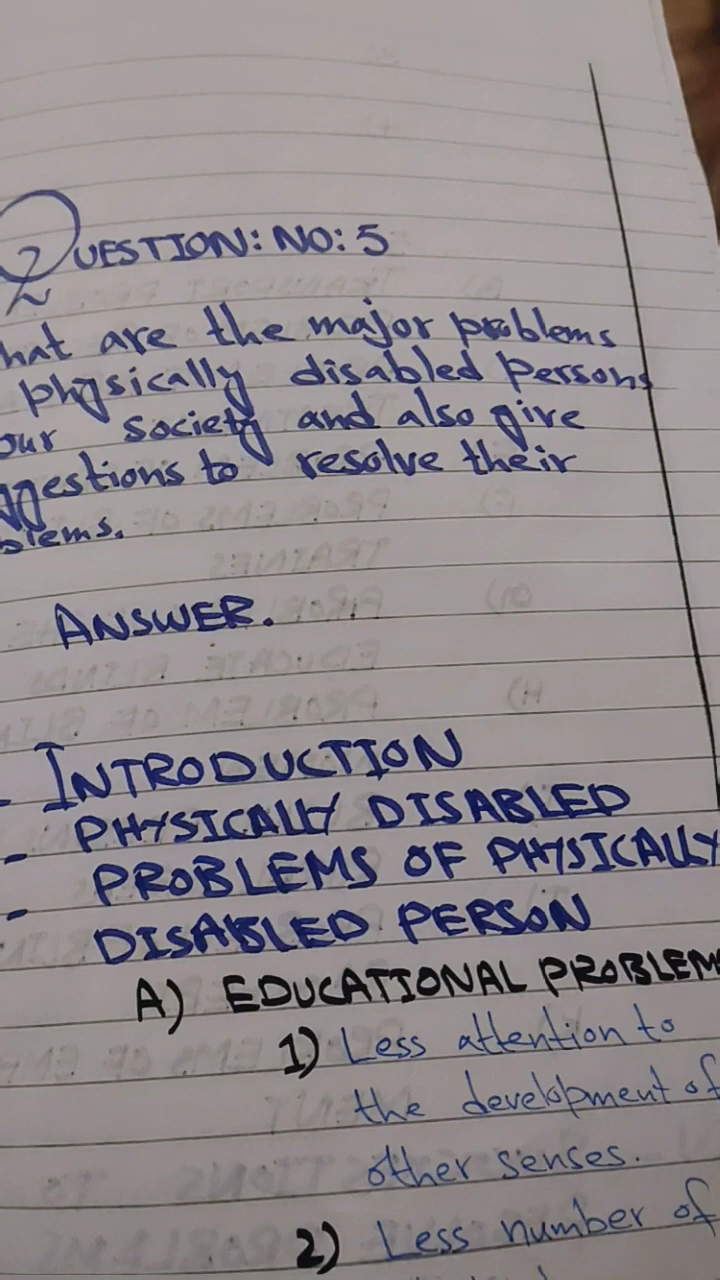 QUESTION: NO: 5
hat are the major problems
physically disabled persons
our society and also give
ggestions to resolve their
blems.
ANSWER.
- INTRODUCTION
- PHYSICALLY DISABLED
- PROBLEMS OF PHYSICALLY
DISABLED PERSON
A) EDUCATIONAL PROBLEM
1) Less attention to
the development of
other senses.
2) Less number of